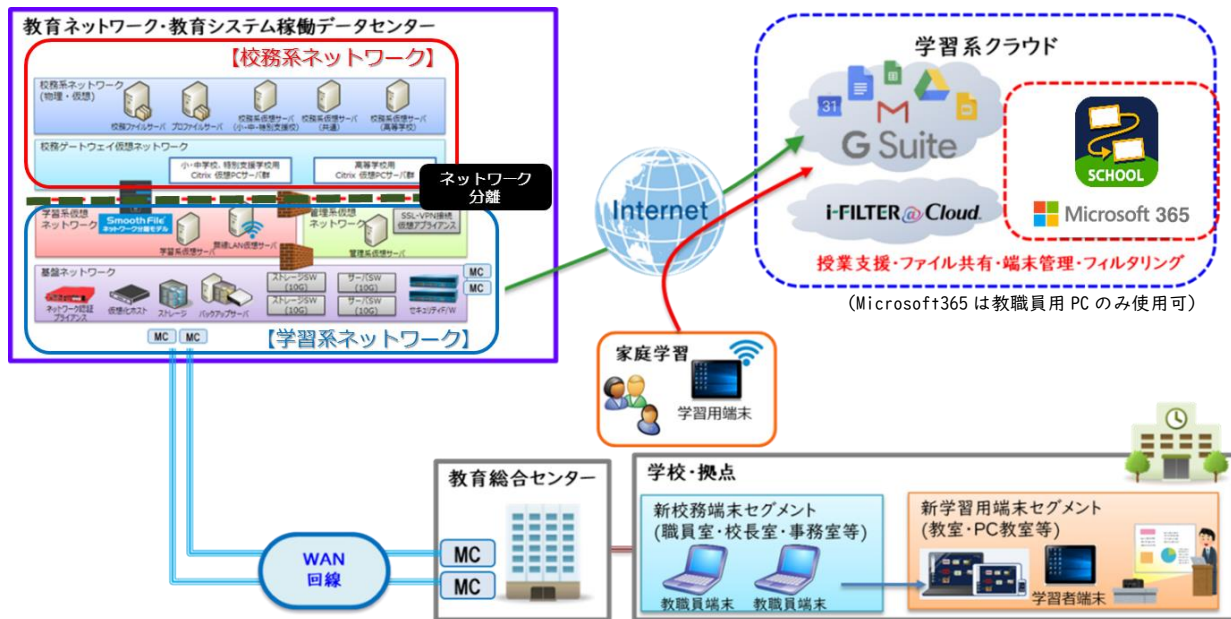 教育ネットワーク・教育システム稼働データセンター
【校務系ネットワーク】
校務系ネットワーク
(物理・仮想)
校務ファイルサーバ
プロファイルサーバ
校務系仮想サーバ
(小・中・特別支援校)
校務系仮想サーバ
(共通)
校務系仮想サーバ
(高等学校)
校務ゲートウェイ仮想ネットワーク
小・中学校、特別支援学校用
Citrix 仮想PCサーバ群
高等学校用
Citrix 仮想PCサーバ群
ネットワーク
分離
学習系仮想
ネットワーク
Smooth File
ネットワーク分離モデル
学習系仮想サーバ
無線LAN仮想サーバ
管理系仮想
ネットワーク
管理系仮想サーバ
SSL-VPN接続
仮想アプライアンス
基盤ネットワーク
ネットワーク認証
プライアンス
仮想化ホスト
ストレージ
バックアップサーバ
ストレージSW
(10G)
サーバSW
(10G)
ストレージSW
(10G)
サーバSW
(10G)
セキュリティF/W
MC
MC
MC
MC
【学習系ネットワーク】
Internet
学習系クラウド
31
G Suite
i-FILTER@Cloud
SCHOOL
Microsoft 365
授業支援・ファイル共有・端末管理・フィルタリング
(Microsoft365 は教職員用 PC のみ使用可)
家庭学習
学習用端末
WAN
回線
教育総合センター
MC
MC
学校・拠点
新校務端末セグメント
(職員室・校長室・事務室等)
教職員端末
教職員端末
新学習用端末セグメント
(教室・PC教室等)
学習者端末